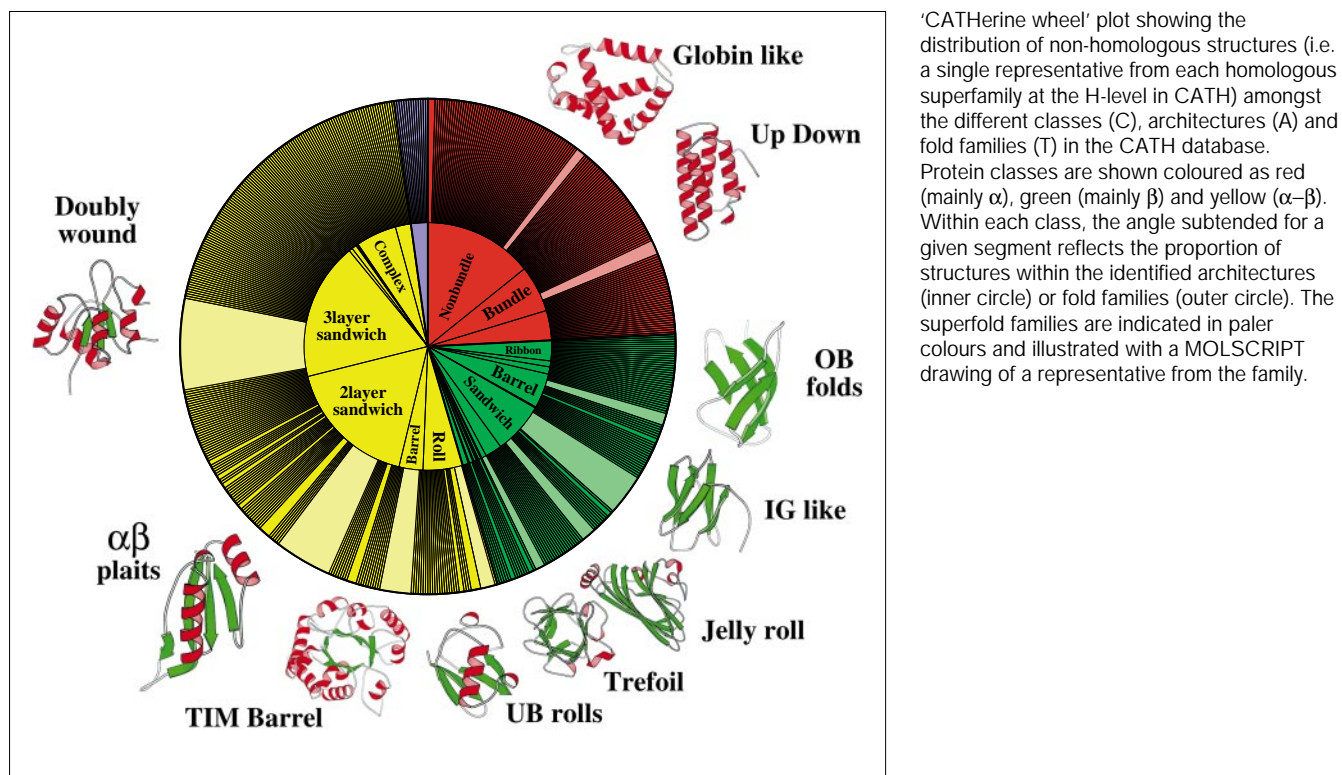 Globin like
Up Down
Doubly
wound
OB
folds
IG like
Jelly roll
Trefoil
UB rolls
TIM Barrel
αβ
plaits
Complex
Nonbundle
Bundle
Ribbon
Barrel
Sandwich
Roll
Barrel
2layer
sandwich
3layer
sandwich
‘CATHerine wheel’ plot showing the
distribution of non-homologous structures (i.e.
a single representative from each homologous
superfamily at the H-level in CATH) amongst
the different classes (C), architectures (A) and
fold families (T) in the CATH database.
Protein classes are shown coloured as red
(mainly α), green (mainly β) and yellow (α–β).
Within each class, the angle subtended for a
given segment reflects the proportion of
structures within the identified architectures
(inner circle) or fold families (outer circle). The
superfold families are indicated in paler
colours and illustrated with a MOLSCRIPT
drawing of a representative from the family.